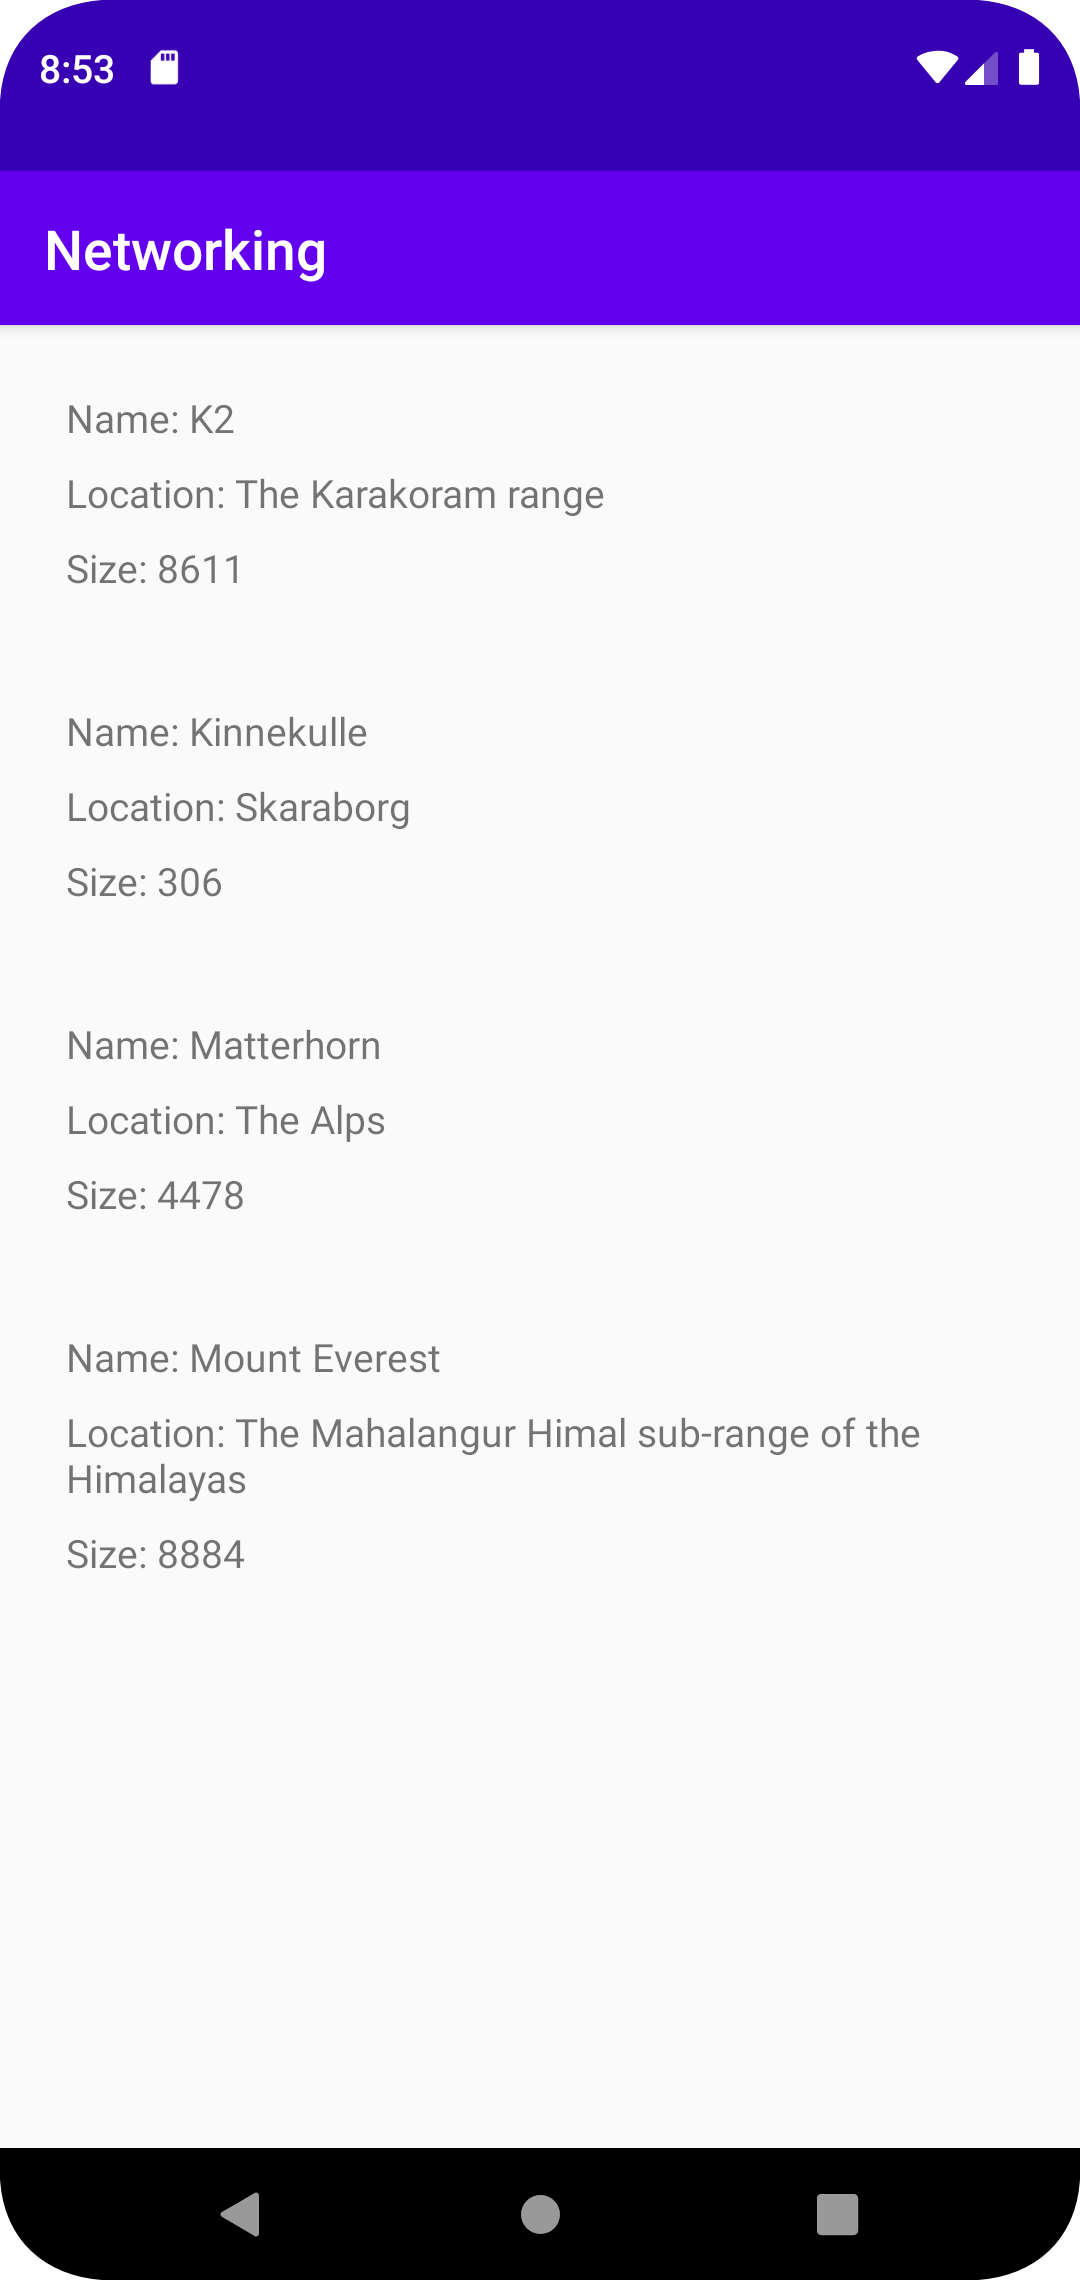 8:53
Networking
Name: K2
Location: The Karakoram range
Size: 8611
Name: Kinnekulle
Location: Skaraborg
Size: 306
Name: Matterhorn
Location: The Alps
Size: 4478
Name: Mount Everest
Location: The Mahalangur Himal sub-range of the
Himalayas
Size: 8884